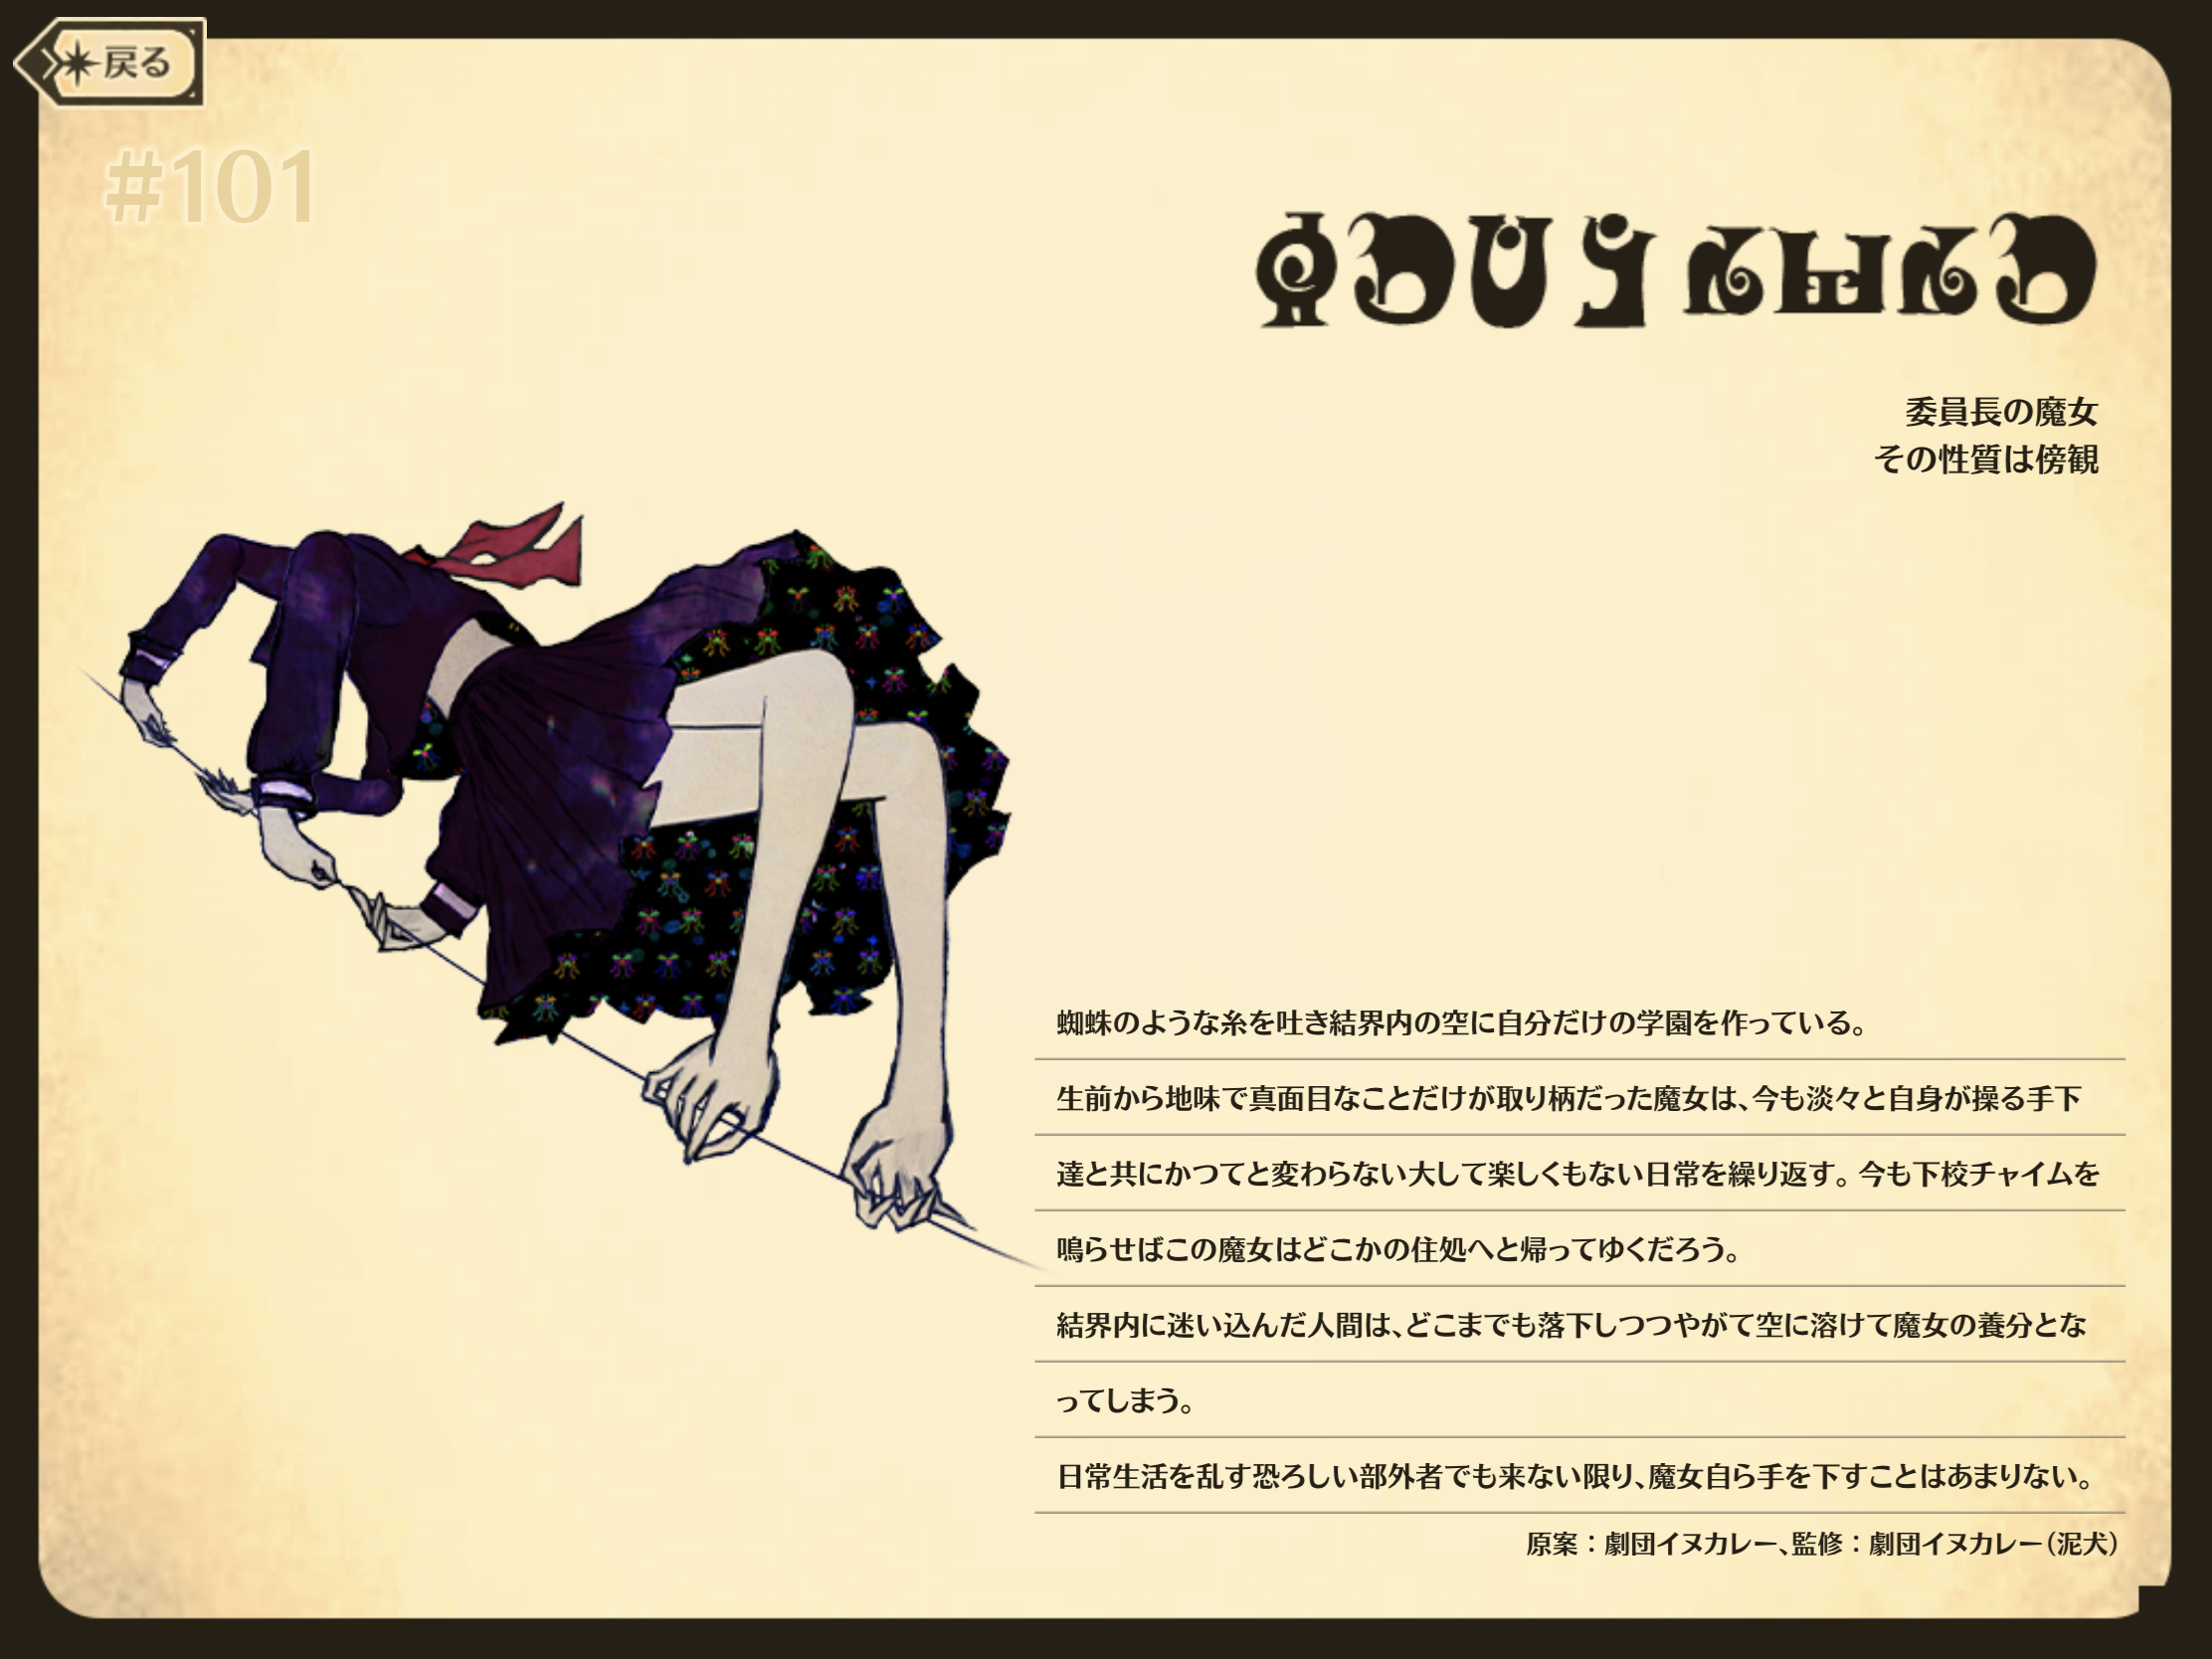 戻る
#101
委員長の魔女
その性質は傍観
蜘蛛のような糸を吐き結界内の空に自分だけの学園を作っている。
生前から地味で真面目なことだけが取り柄だった魔女は、今も淡々と自身が操る手下
達と共にかつてと変わらない大して楽しくもない日常を繰り返す。今も下校チャイムを
鳴らせばこの魔女はどこかの住処へと帰ってゆくだろう。
結界内に迷い込んだ人間は、どこまでも落下しつつやがて空に溶けて魔女の養分とな
ってしまう。
日常生活を乱す恐ろしい部外者でも来ない限り、魔女自ら手を下すことはあまりない。
原案：劇団イヌカレー、監修：劇団イヌカレー（泥犬）